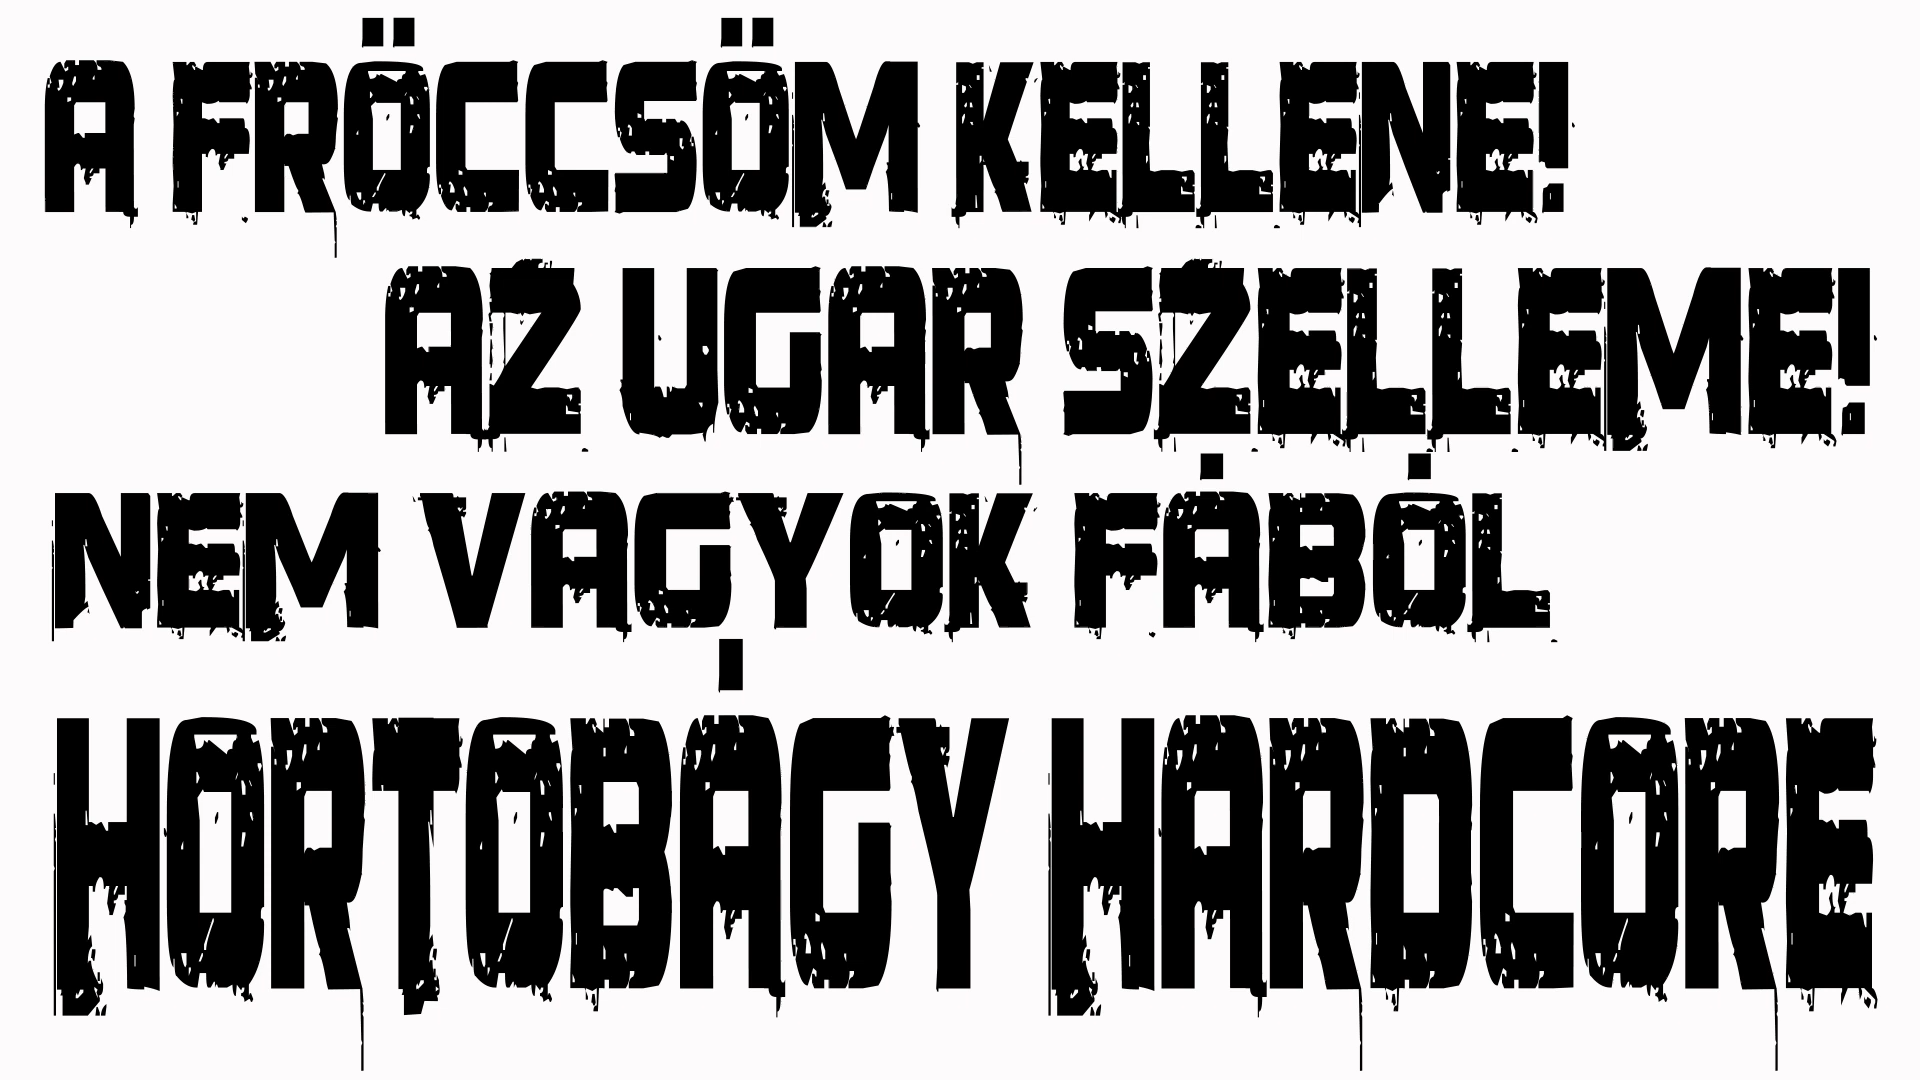 A FRÖCCSÖM KELLENE!
AZ UGAR SZELLEME!
NEM VAGYOK FÁBÓL
HORTOBÁGY HARDCORE